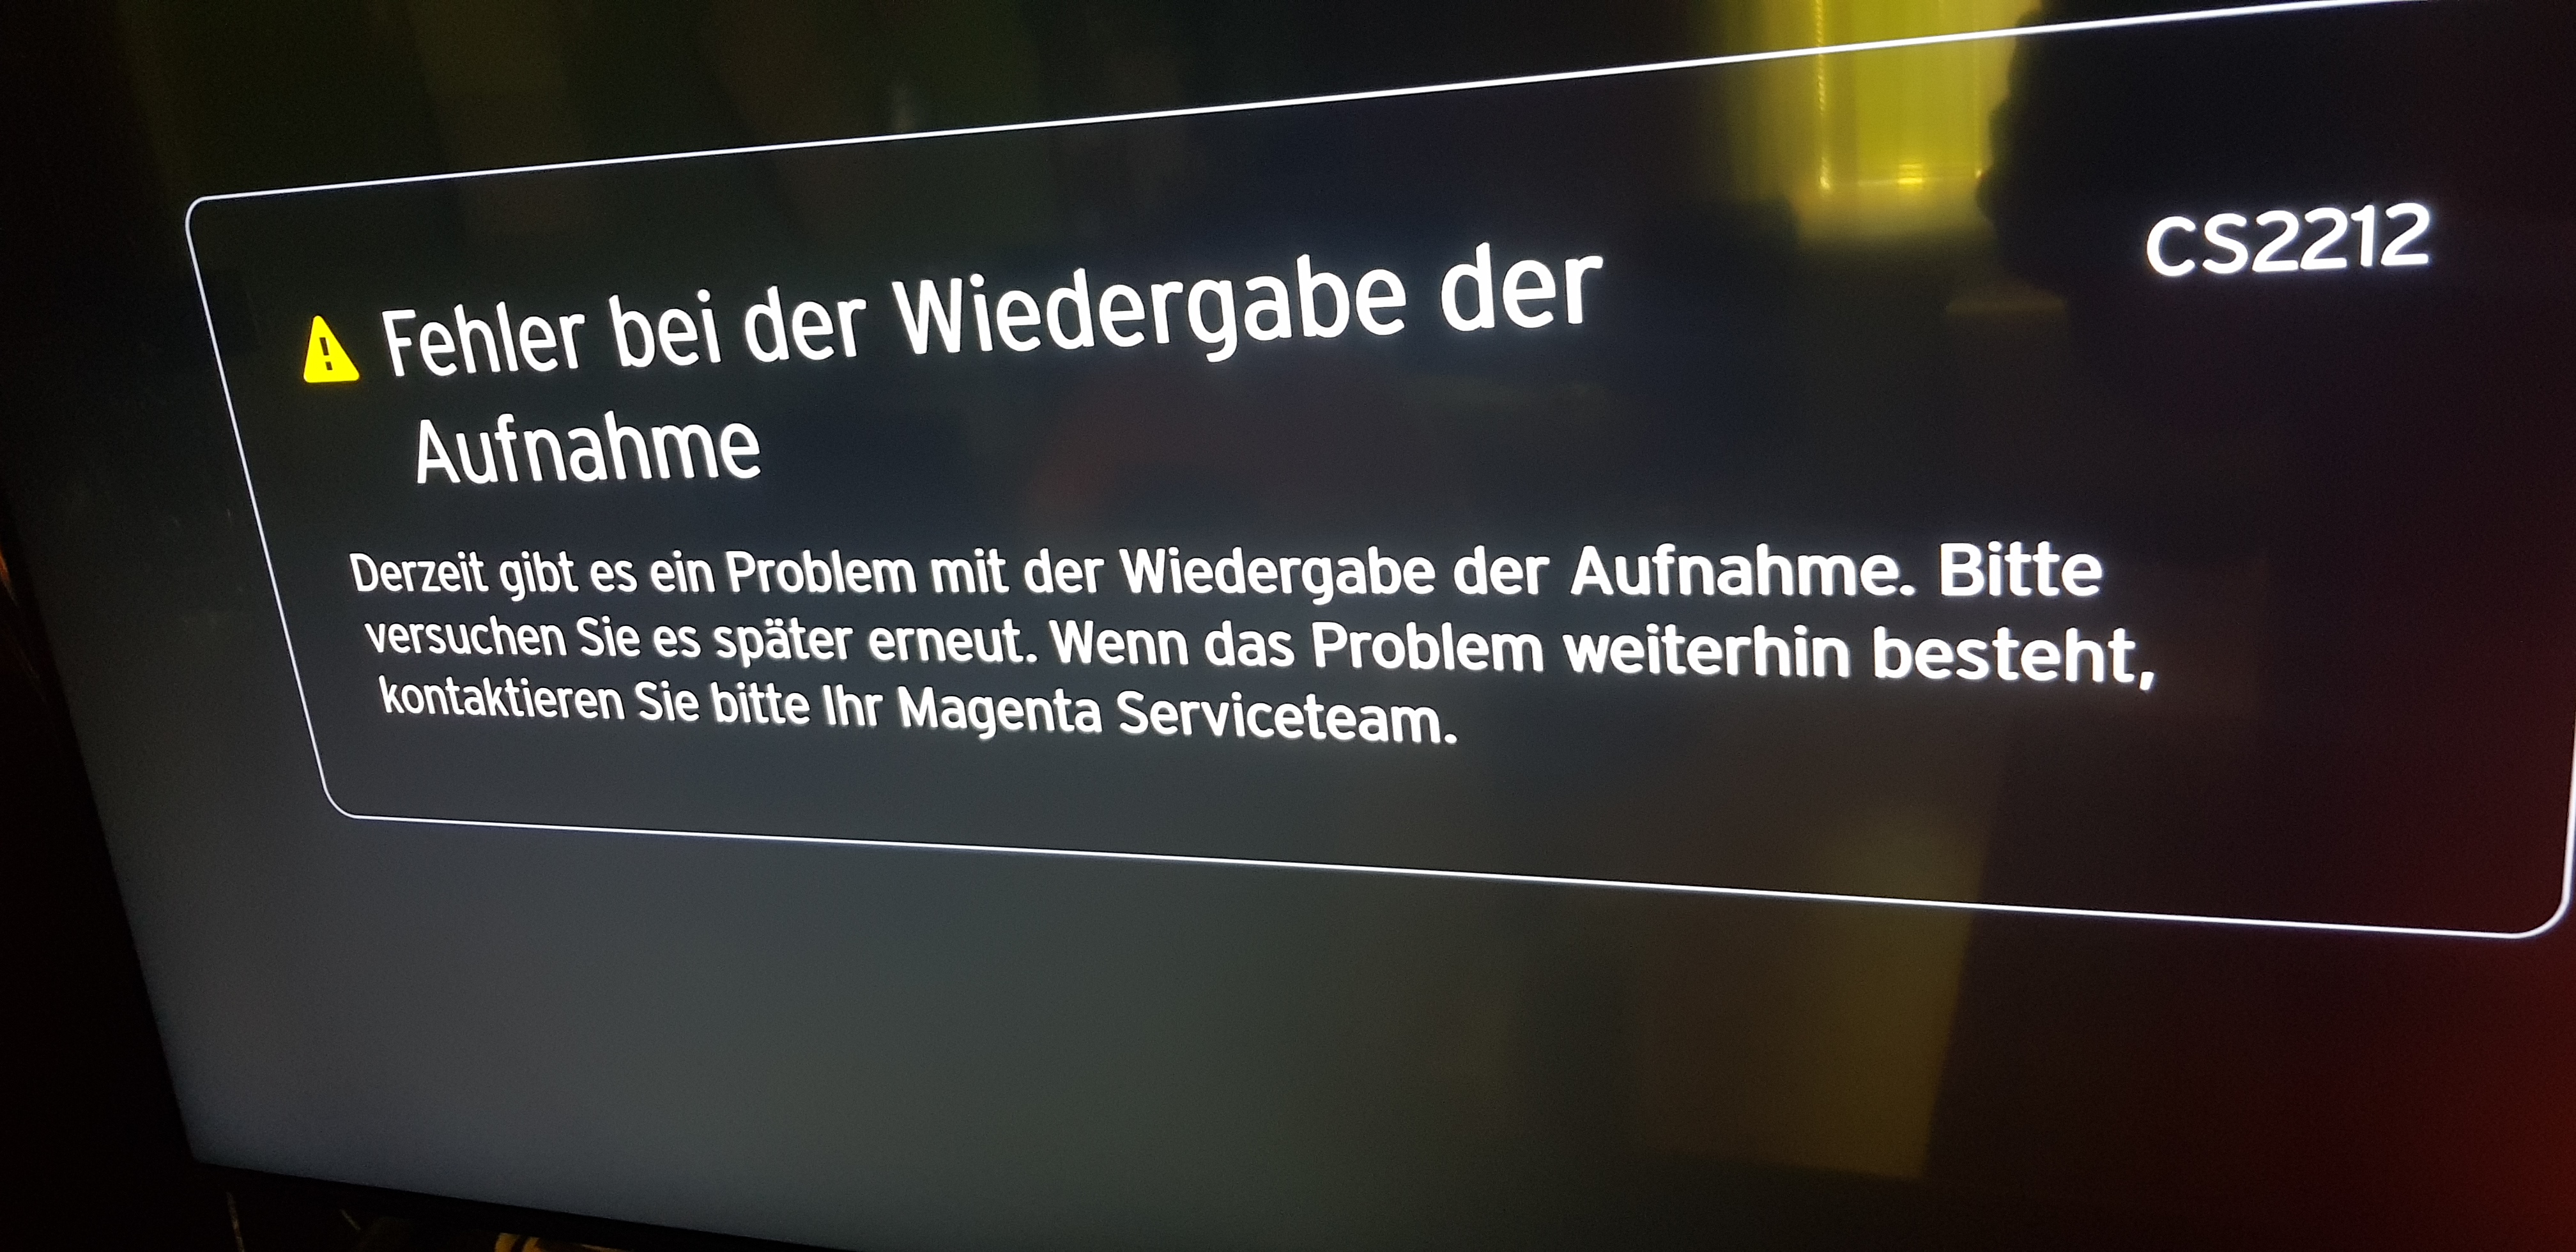 CS2212
Fehler bei der Wiedergabe der
Aufnahme
Derzeit gibt es ein Problem mit der Wiedergabe der Aufnahme. Bitte
versuchen Sie es später erneut. Wenn das Problem weiterhin besteht,
kontaktieren Sie bitte Ihr Magenta Serviceteam.